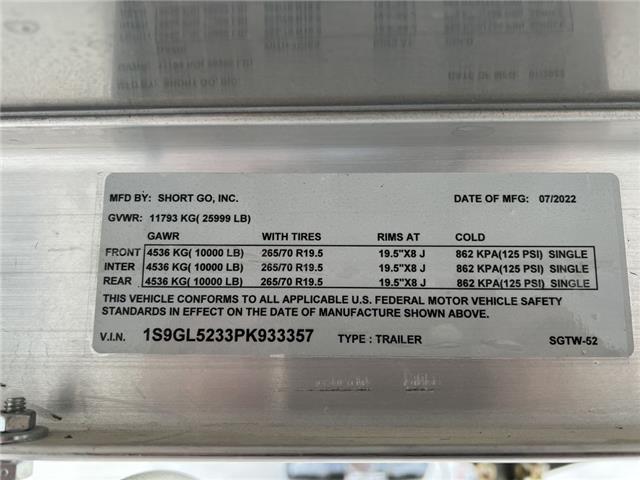 MFD BY: SHORT GO, INC. DATE OF MFG: 07/2022
GVWR: 11793 KG( 25999 LB)
GAWR WITH TIRES RIMS AT COLD
FRONT 4536 KG( 10000 LB) 265/70 R19.5 19.5"X8 J 862 KPA(125 PSI) SINGLE
INTER 4536 KG( 10000 LB) 265/70 R19.5 19.5"X8 J 862 KPA(125 PSI) SINGLE
REAR 4536 KG( 10000 LB) 265/70 R19.5 19.5"X8 J 862 KPA(125 PSI) SINGLE
THIS VEHICLE CONFORMS TO ALL APPLICABLE U.S. FEDERAL MOTOR VEHICLE SAFETY
STANDARDS IN EFFECT ON THE DATE OF MANUFACTURE SHOWN ABOVE.
V.I.N. 1S9GL5233PK933357 TYPE : TRAILER SGTW-52